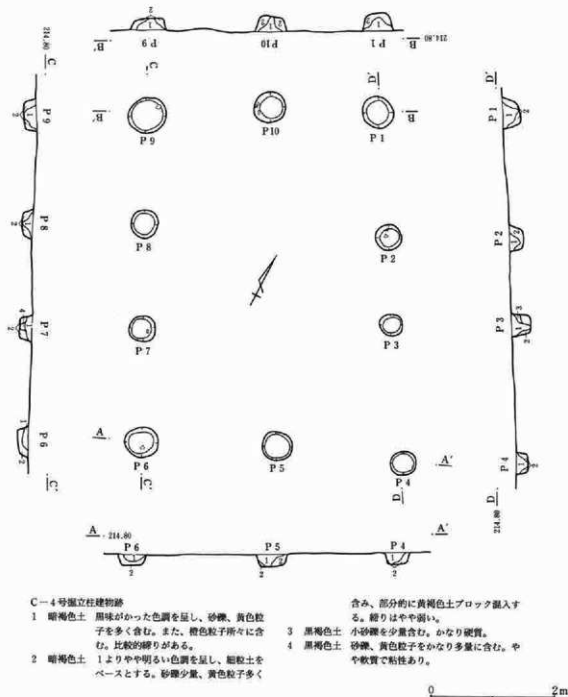 2
1
P 9
P10
P 1
B'
B
214.80
214.80
C
C'
D'
D'
B'
B
P 9
P10
P 1
P 9
P 1
P 8
P 2
P 8
P 2
P 7
P 3
P 7
P 3
A
A'
P 6
P 5
P 4
P 6
P 4
C'
C'
D
D
214.80
A
214.80
A'
P 6
P 5
P 4
2
2
2
C－4号掘立柱建物跡
1 暗褐色土 黒味がかった色調を呈し、砂礫、黄色粒
子を多く含む。また、橙色粒子所々に含
む。比較的締りがある。
2 暗褐色土 1よりやや明るい色調を呈し、細粒土を
ベースとする。砂礫少量、黄色粒子多く
含み、部分的に黄褐色土ブロック混入す
る。締りはやや弱い。
3 黒褐色土 小砂礫を少量含む。かなり硬質。
4 黒褐色土 砂礫、黄色粒子をかなり多量に含む。や
や軟質で粘性あり。
0 2m